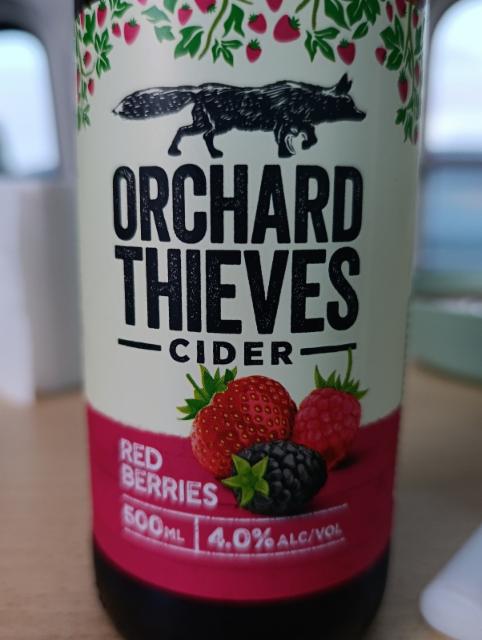 ORCHARD
THIEVES
CIDER
RED
BERRIES
500ML | 4.0% ALC/VOL